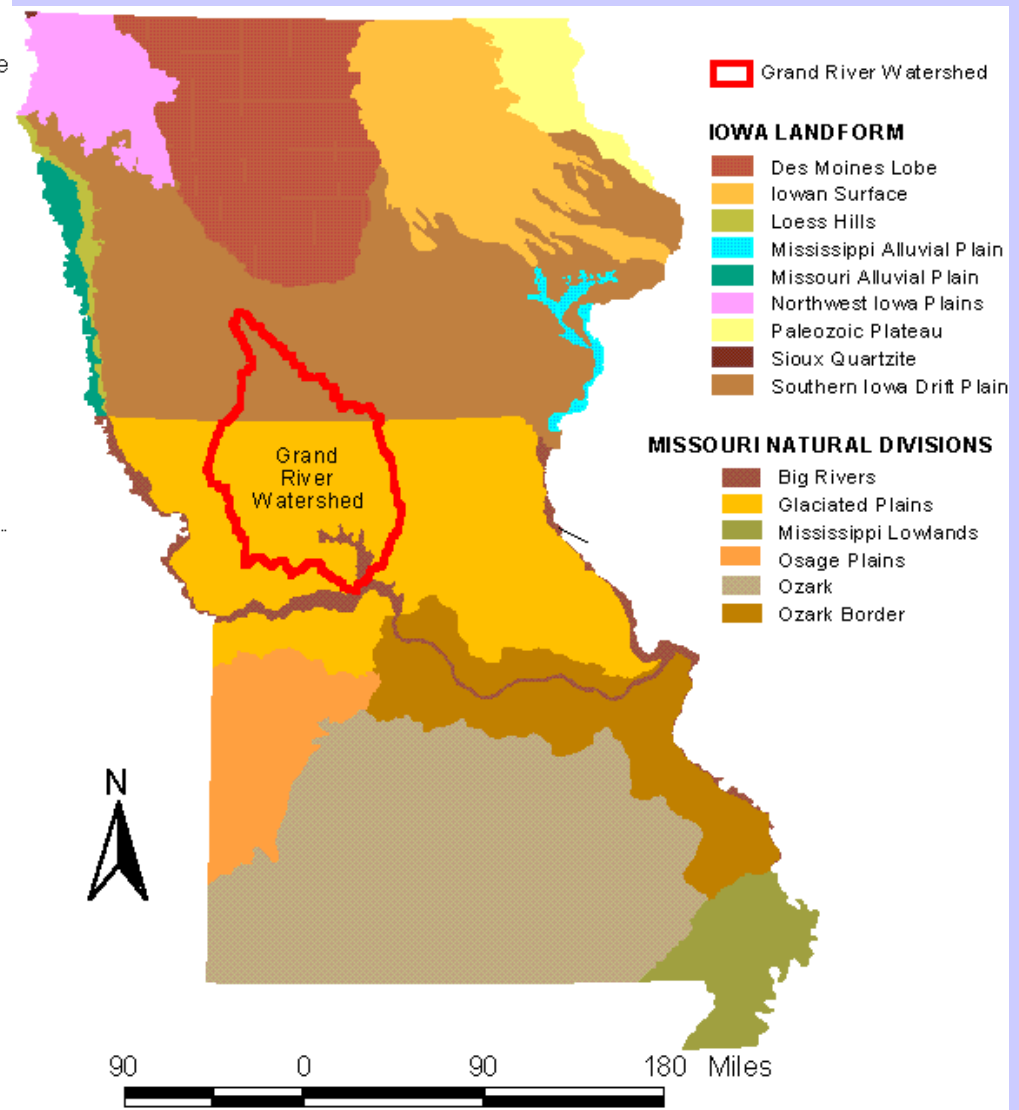 e
Grand River Watershed
IOWA LANDFORM
Des Moines Lobe
Iowan Surface
Loess Hills
Mississippi Alluvial Plain
Missouri Alluvial Plain
Northwest Iowa Plains
Paleozoic Plateau
Sioux Quartzite
Southern Iowa Drift Plain
MISSOURI NATURAL DIVISIONS
Big Rivers
Glaciated Plains
Mississippi Lowlands
Osage Plains
Ozark
Ozark Border
Grand
River
Watershed
..
N
90 0 90 180 Miles